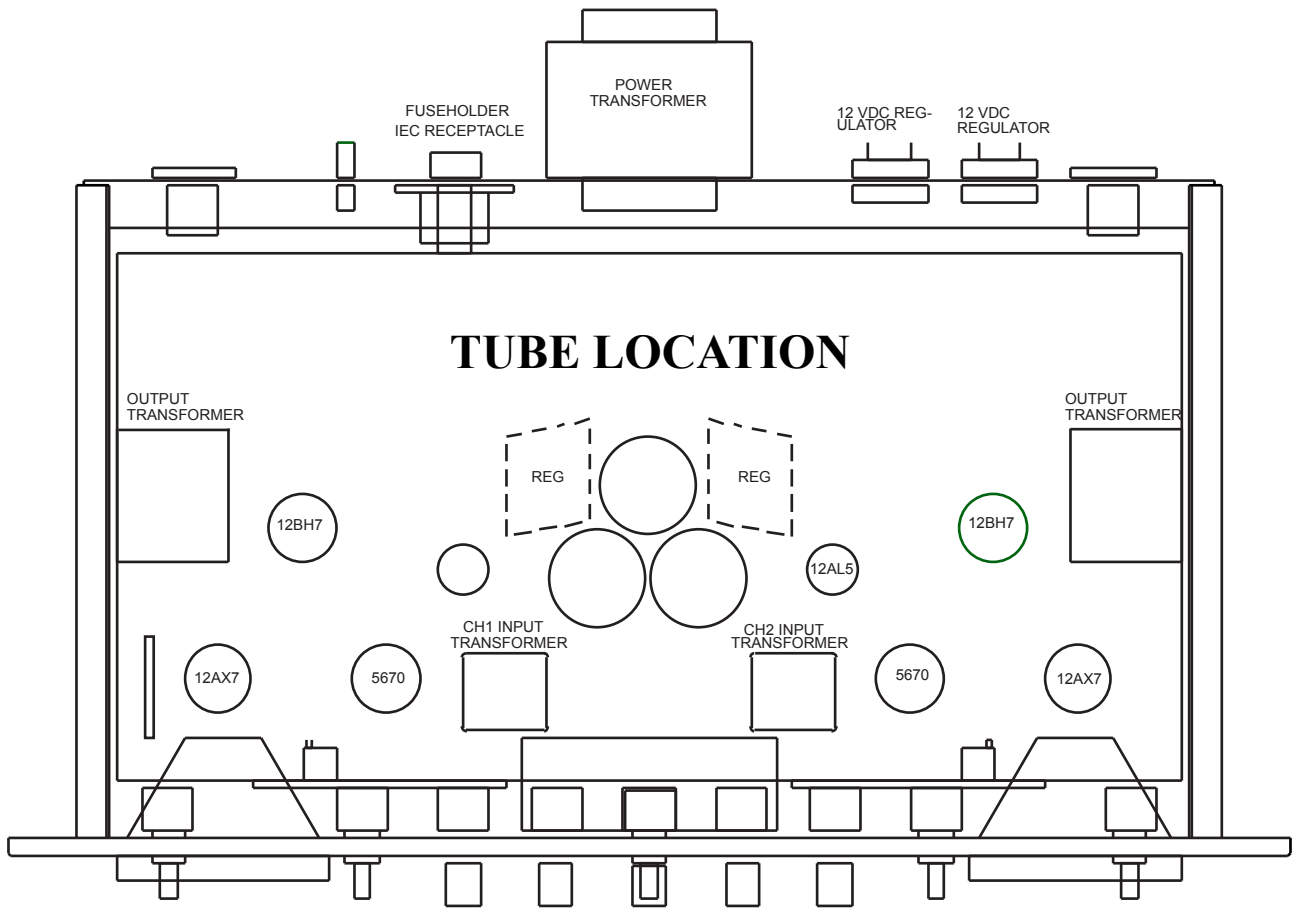 POWER
TRANSFORMER
FUSEHOLDER
IEC RECEPTACLE
12 VDC REG-
ULATOR
12 VDC
REGULATOR
TUBE LOCATION
OUTPUT
TRANSFORMER
OUTPUT
TRANSFORMER
REG
REG
12BH7
12BH7
12AL5
CH1 INPUT
TRANSFORMER
CH2 INPUT
TRANSFORMER
12AX7
5670
5670
12AX7